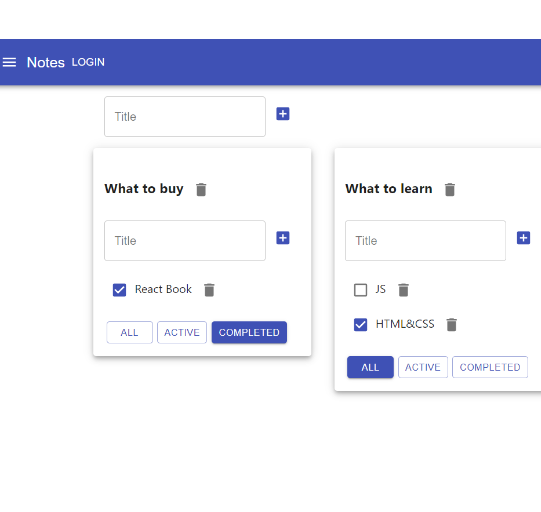 Notes LOGIN
Title
What to buy
Title
React Book
ALL ACTIVE COMPLETED
What to learn
Title
JS
HTML&CSS
ALL ACTIVE COMPLETED